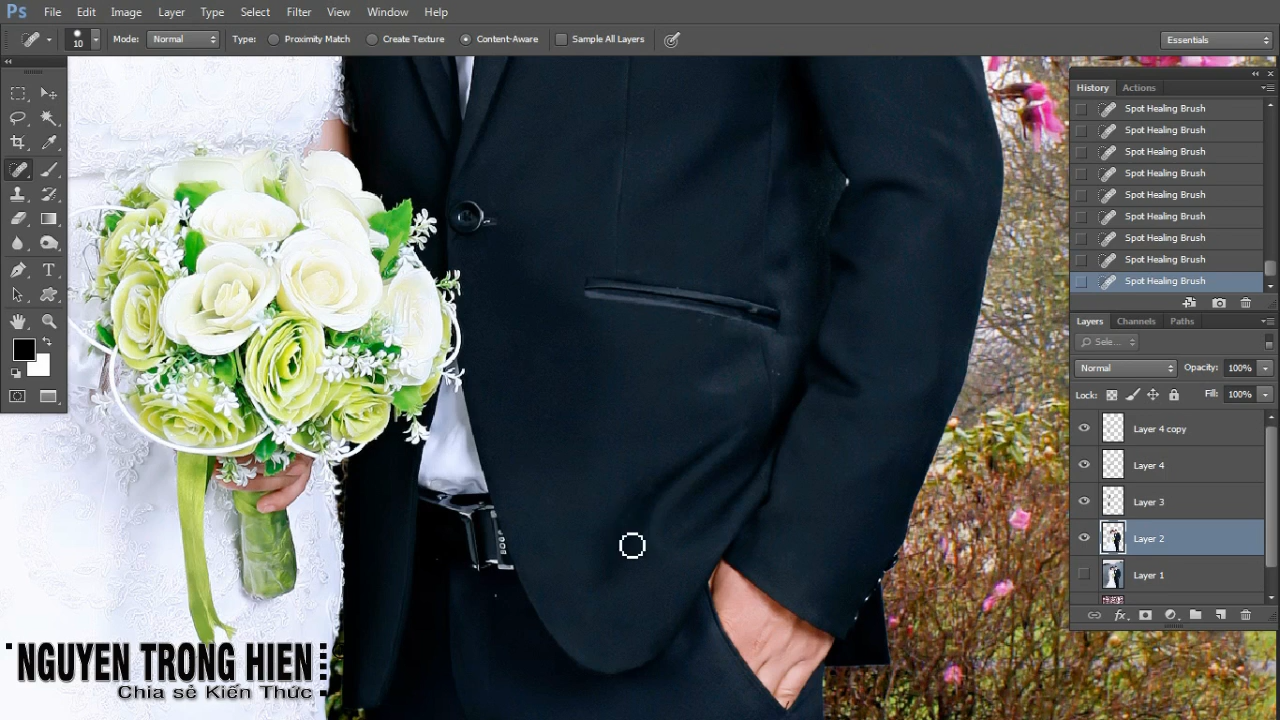 Ps File Edit Image Layer Type Select Filter View Window Help
10 Mode: Normal Type: Proximity Match Create Texture Content-Aware Sample All Layers Essentials
History Actions
Spot Healing Brush
Spot Healing Brush
Spot Healing Brush
Spot Healing Brush
Spot Healing Brush
Spot Healing Brush
Spot Healing Brush
Spot Healing Brush
Spot Healing Brush
Layers Channels Paths
Sele...
Normal Opacity: 100%
Lock: Fill: 100%
Layer 4 copy
Layer 4
Layer 3
Layer 2
Layer 1
NGUYEN TRONG HIEN
Chia sẻ Kiến Thức